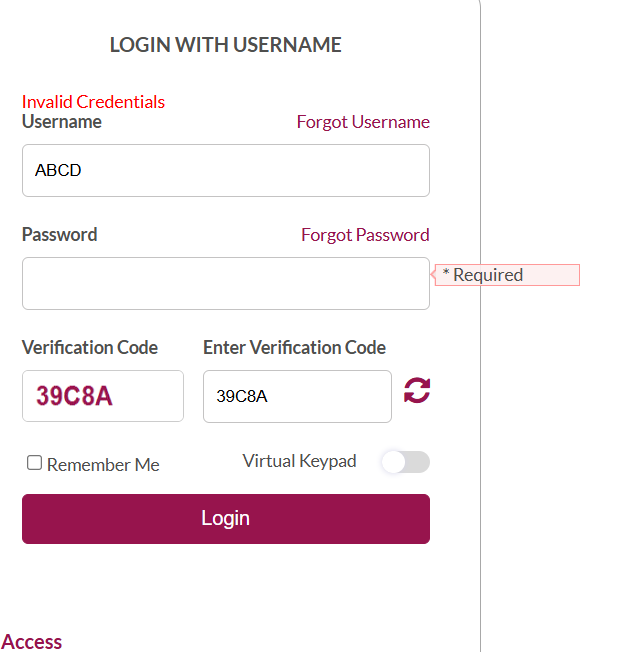 LOGIN WITH USERNAME
Invalid Credentials
Username Forgot Username
ABCD
Password Forgot Password
* Required
Verification Code Enter Verification Code
39C8A 39C8A
Remember Me Virtual Keypad
Login
Access